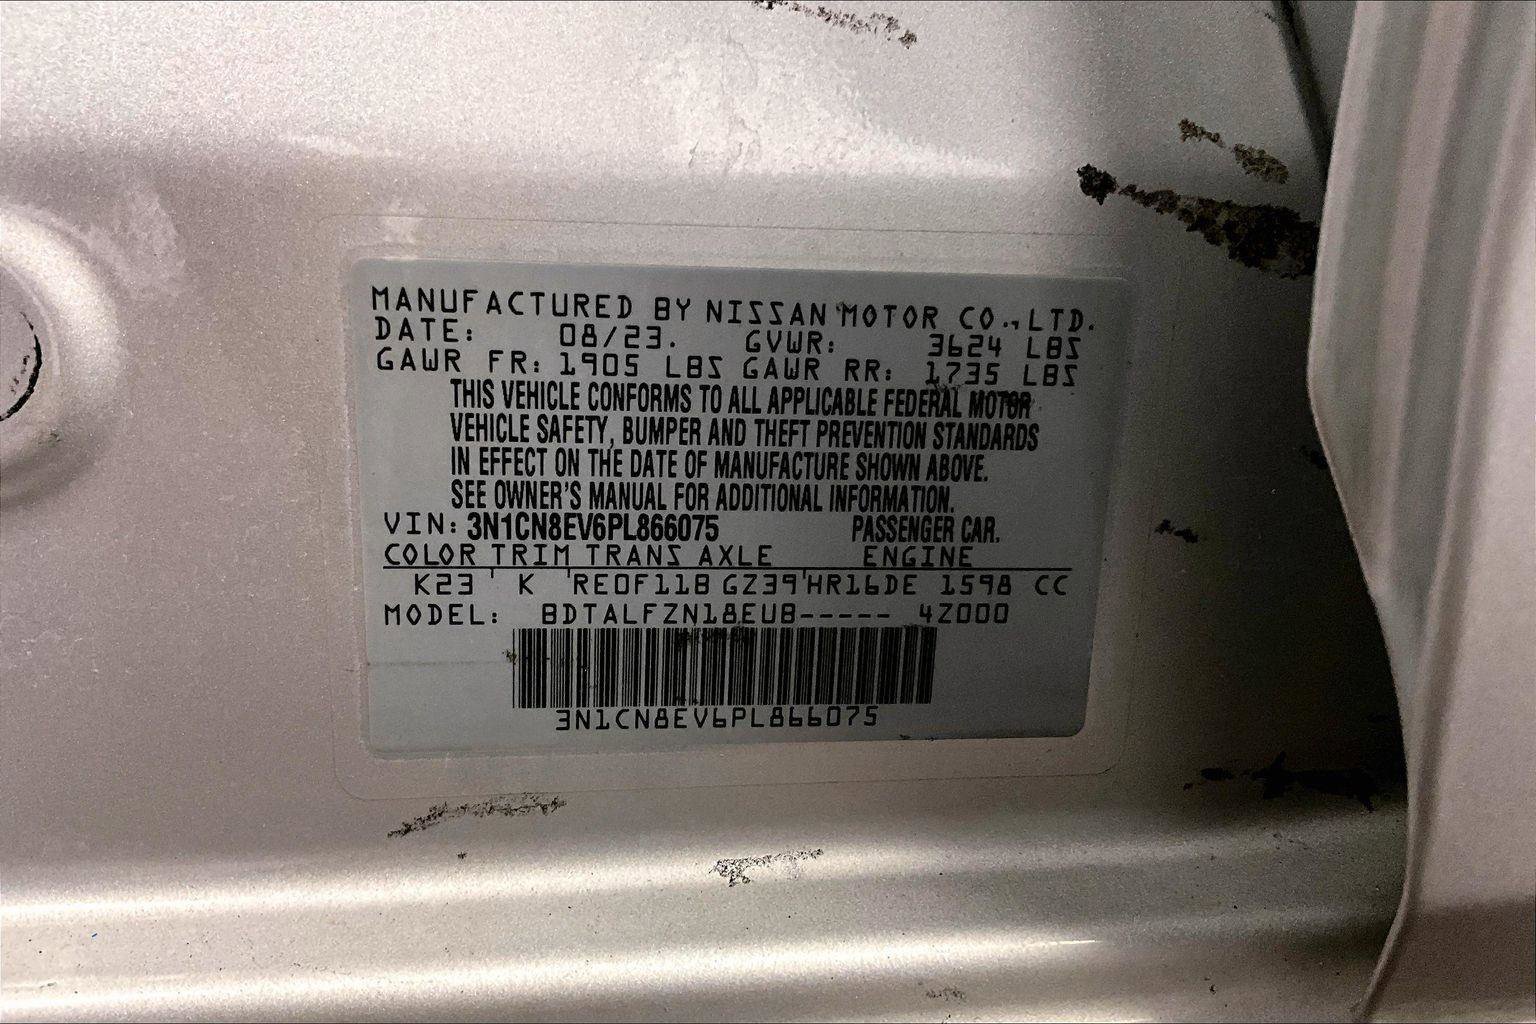 MANUFACTURED BY NISSAN MOTOR CO.,LTD.
DATE: 08/23. GVWR: 3624 LBS
GAWR FR: 1905 LBS GAWR RR: 1735 LBS
THIS VEHICLE CONFORMS TO ALL APPLICABLE FEDERAL MOTOR
VEHICLE SAFETY, BUMPER AND THEFT PREVENTION STANDARDS
IN EFFECT ON THE DATE OF MANUFACTURE SHOWN ABOVE.
SEE OWNER'S MANUAL FOR ADDITIONAL INFORMATION.
VIN: 3N1CN8EV6PL866075 PASSENGER CAR.
COLOR TRIM TRANS AXLE ENGINE
K23 K RE0F11B GZ39 HR16DE 1598 CC
MODEL: BDTALFZN18EUB----- 4Z000
3N1CN8EV6PL866075